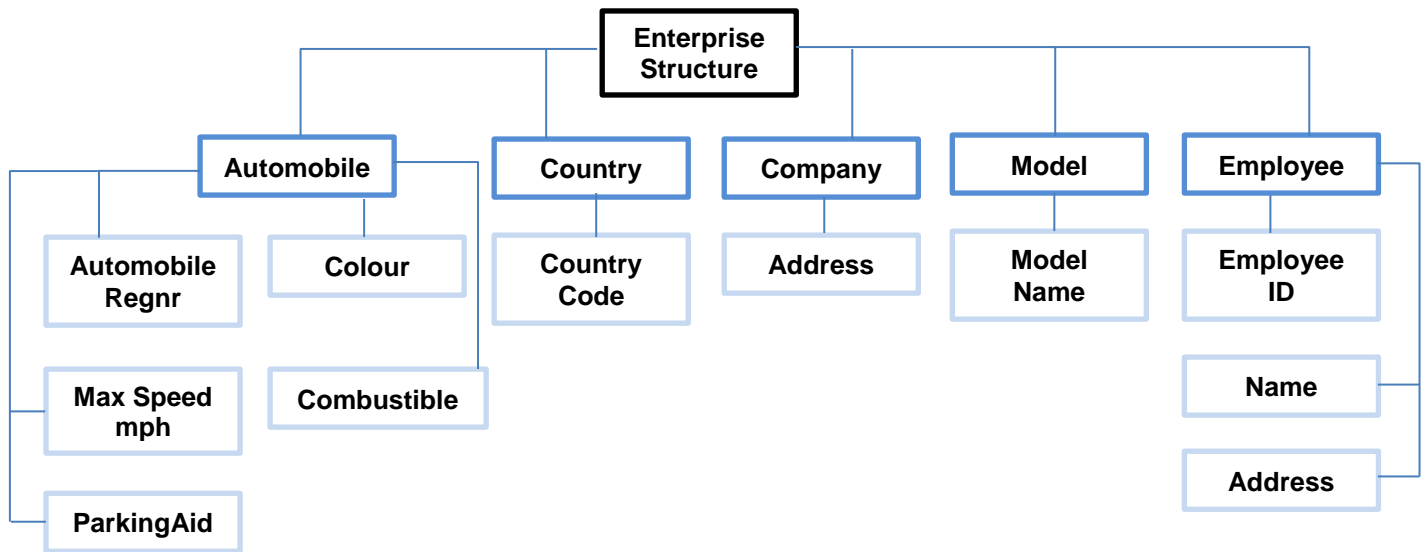 Enterprise
Structure
Automobile
Country
Company
Model
Employee
Automobile
Regnr
Colour
Country
Code
Address
Model
Name
Employee
ID
Max Speed
mph
Combustible
Name
ParkingAid
Address